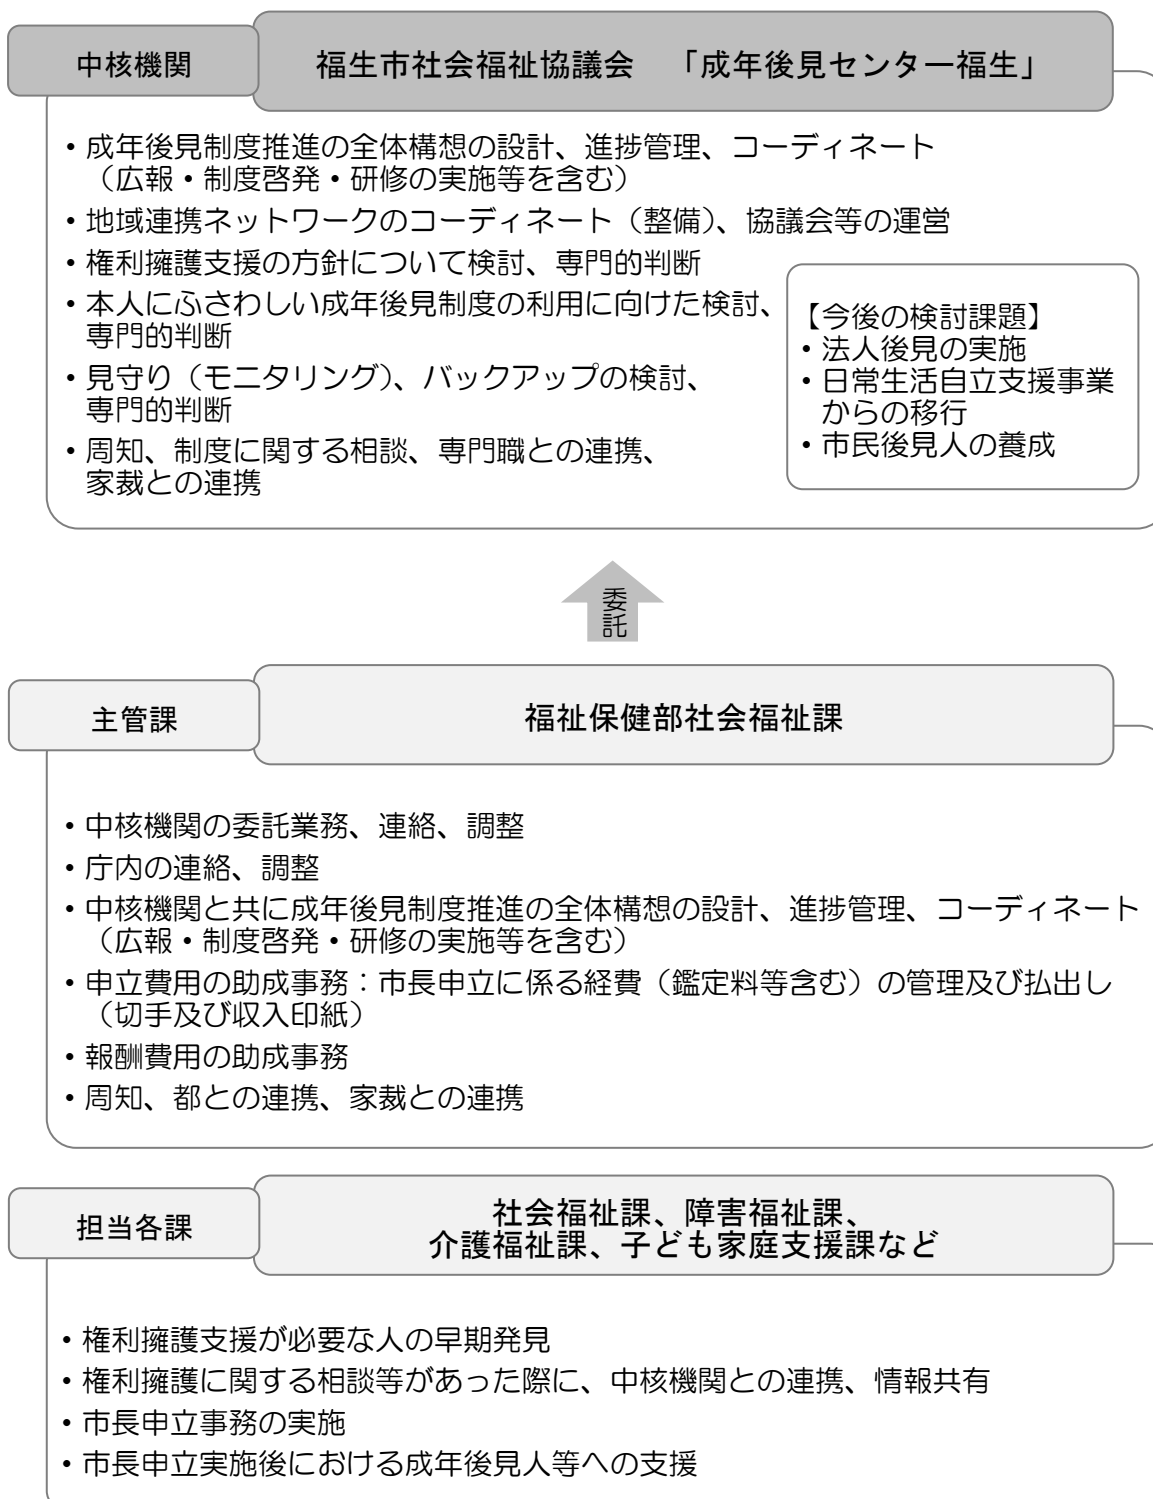 中核機関
福生市社会福祉協議会 「成年後見センター福生」
・成年後見制度推進の全体構想の設計、進捗管理、コーディネート
（広報・制度啓発・研修の実施等を含む）
・地域連携ネットワークのコーディネート（整備）、協議会等の運営
・権利擁護支援の方針について検討、専門的判断
・本人にふさわしい成年後見制度の利用に向けた検討、
専門的判断
・見守り（モニタリング）、バックアップの検討、
専門的判断
・周知、制度に関する相談、専門職との連携、
家裁との連携
【今後の検討課題】
・法人後見の実施
・日常生活自立支援事業
からの移行
・市民後見人の養成
委託
主管課
福祉保健部社会福祉課
・中核機関の委託業務、連絡、調整
・庁内の連絡、調整
・中核機関と共に成年後見制度推進の全体構想の設計、進捗管理、コーディネート
（広報・制度啓発・研修の実施等を含む）
・申立費用の助成事務：市長申立に係る経費（鑑定料等含む）の管理及び払出し
（切手及び収入印紙）
・報酬費用の助成事務
・周知、都との連携、家裁との連携
担当各課
社会福祉課、障害福祉課、
介護福祉課、子ども家庭支援課など
・権利擁護支援が必要な人の早期発見
・権利擁護に関する相談等があった際に、中核機関との連携、情報共有
・市長申立事務の実施
・市長申立実施後における成年後見人等への支援